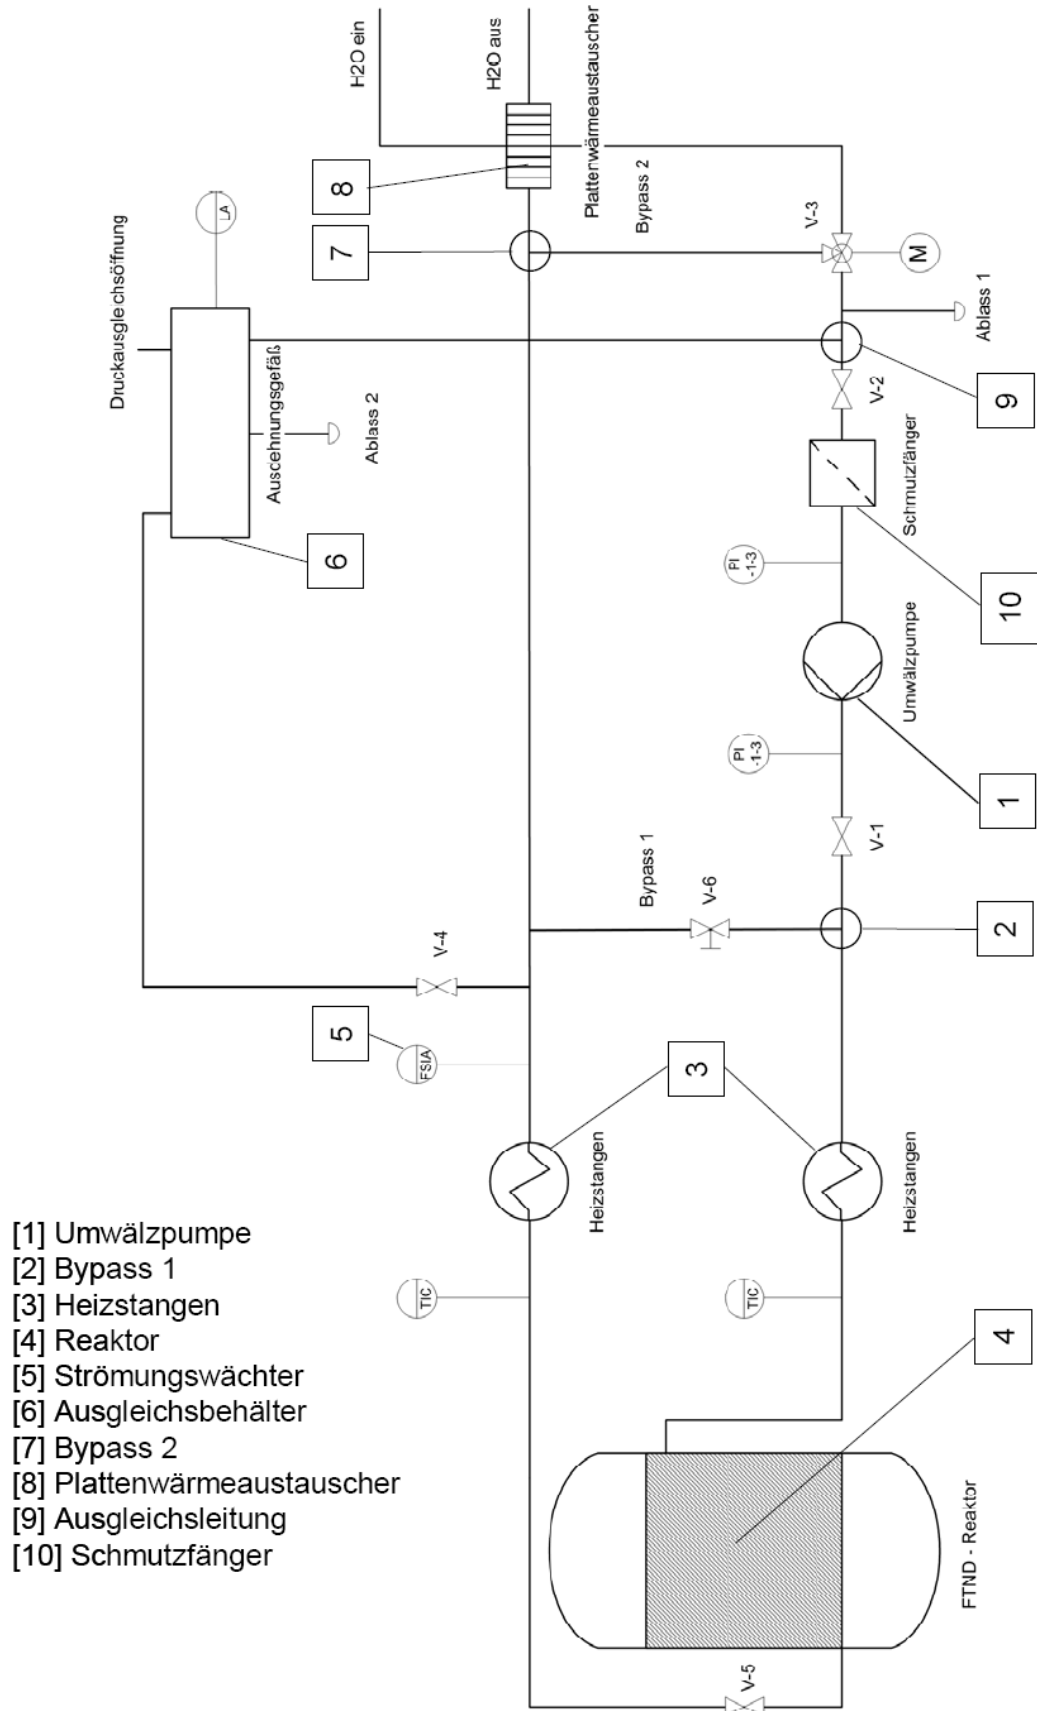 H2O ein
H2O aus
Plattenwärmeaustauscher
8
Bypass 2
7
V-3
M
LA
Druckausgleichsöffnung
Auscehnungsgefäß
Ablass 2
6
Ablass 1
9
V-2
Schmutzfänger
10
PI
-1-3
Umwälzpumpe
1
PI
-1-3
V-1
Bypass 1
V-6
2
V-4
5
FSIA
3
Heizstangen
Heizstangen
TIC
TIC
4
FTND - Reaktor
V-5
[1] Umwälzpumpe
[2] Bypass 1
[3] Heizstangen
[4] Reaktor
[5] Strömungswächter
[6] Ausgleichsbehälter
[7] Bypass 2
[8] Plattenwärmeaustauscher
[9] Ausgleichsleitung
[10] Schmutzfänger